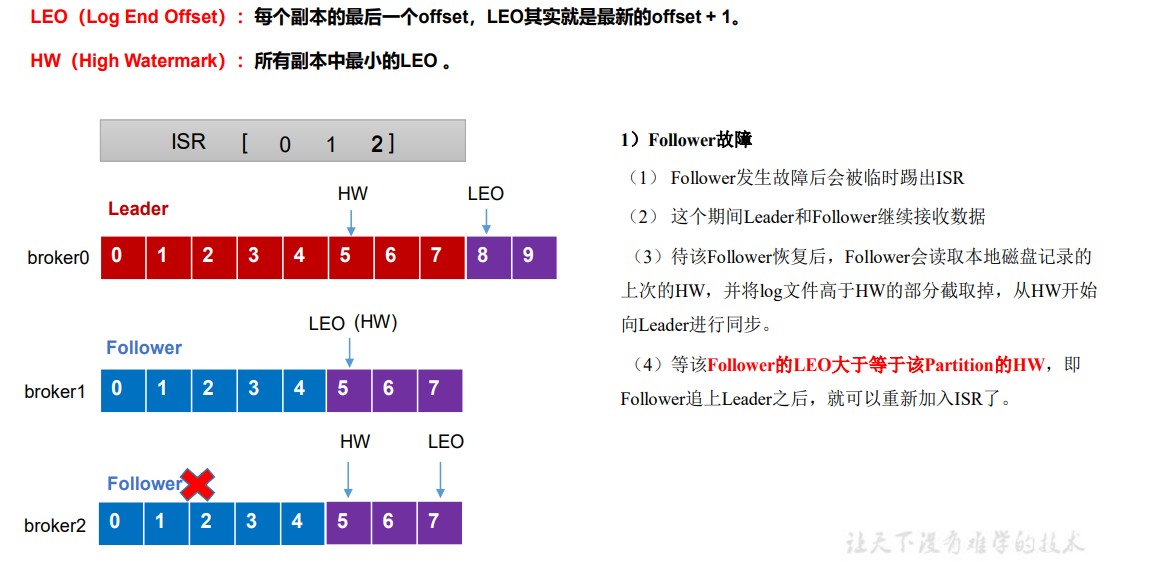 LEO（Log End Offset）：每个副本的最后一个offset，LEO其实就是最新的offset + 1。
HW（High Watermark）：所有副本中最小的LEO 。
ISR [ 0 1 2 ]
Leader
HW LEO
broker0 0 1 2 3 4 5 6 7 8 9
Follower
LEO (HW)
broker1 0 1 2 3 4 5 6 7
Follower
HW LEO
broker2 0 1 2 3 4 5 6 7
1）Follower故障
（1） Follower发生故障后会被临时踢出ISR
（2） 这个期间Leader和Follower继续接收数据
（3）待该Follower恢复后，Follower会读取本地磁盘记录的
上次的HW，并将log文件高于HW的部分截取掉，从HW开始
向Leader进行同步。
（4）等该Follower的LEO大于等于该Partition的HW，即
Follower追上Leader之后，就可以重新加入ISR了。
让天下没有难学的技术